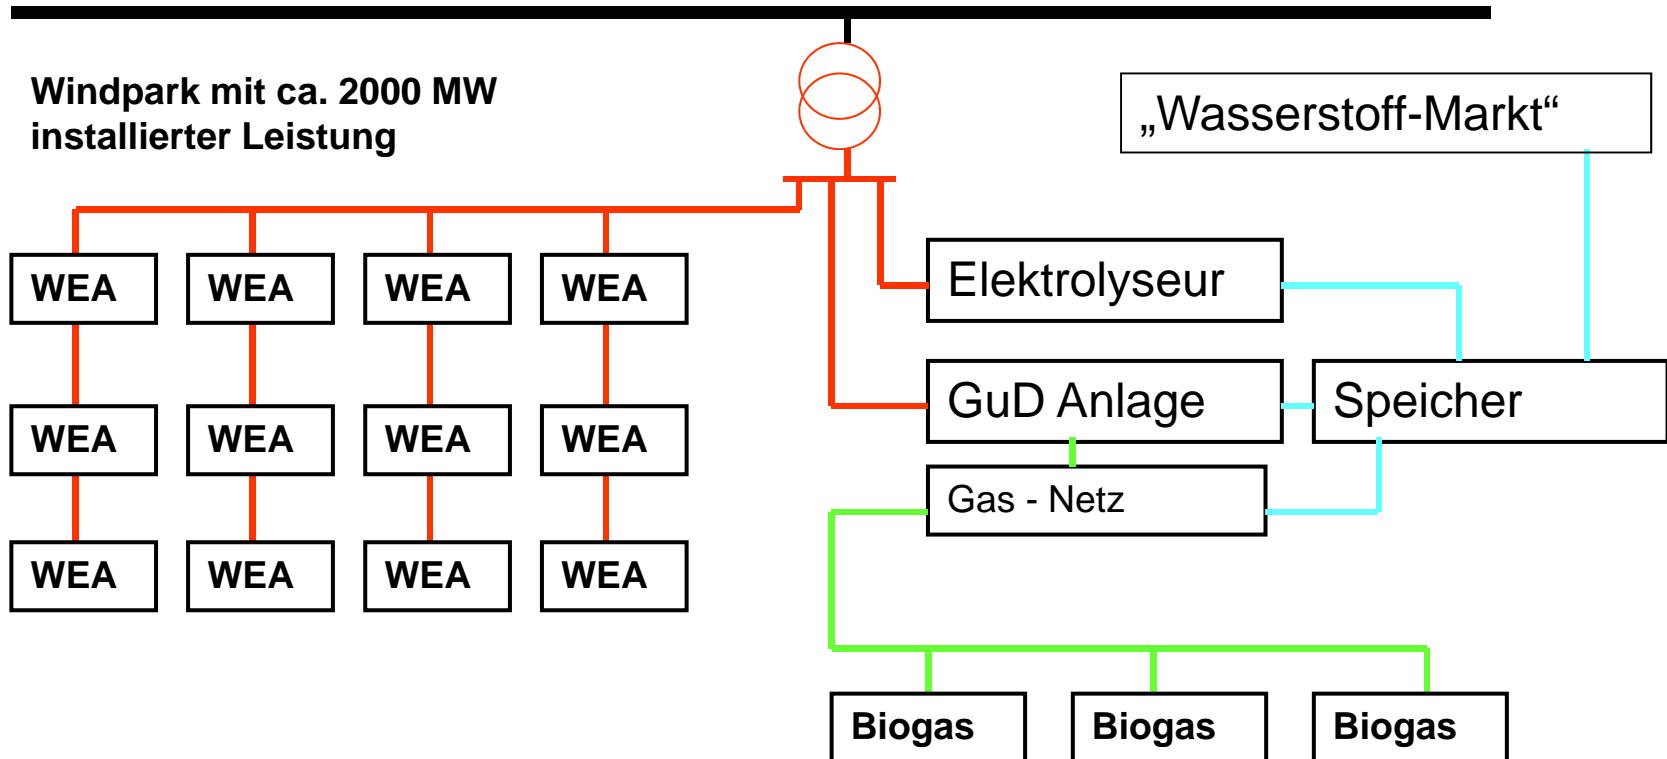 Windpark mit ca. 2000 MW
installierter Leistung
„Wasserstoff-Markt“
WEA WEA WEA WEA
Elektrolyseur
WEA WEA WEA WEA
GuD Anlage
Speicher
Gas - Netz
WEA WEA WEA WEA
Biogas Biogas Biogas